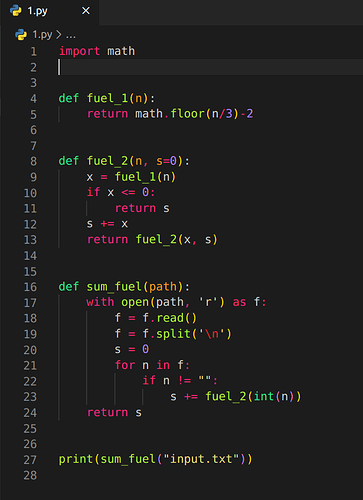 1.py ×
1.py > ...
1 import math
2
3
4 def fuel_1(n):
5     return math.floor(n/3)-2
6
7
8 def fuel_2(n, s=0):
9     x = fuel_1(n)
10     if x <= 0:
11         return s
12     s += x
13     return fuel_2(x, s)
14
15
16 def sum_fuel(path):
17     with open(path, 'r') as f:
18         f = f.read()
19         f = f.split('\n')
20         s = 0
21         for n in f:
22             if n != "":
23                 s += fuel_2(int(n))
24     return s
25
26
27 print(sum_fuel("input.txt"))
28